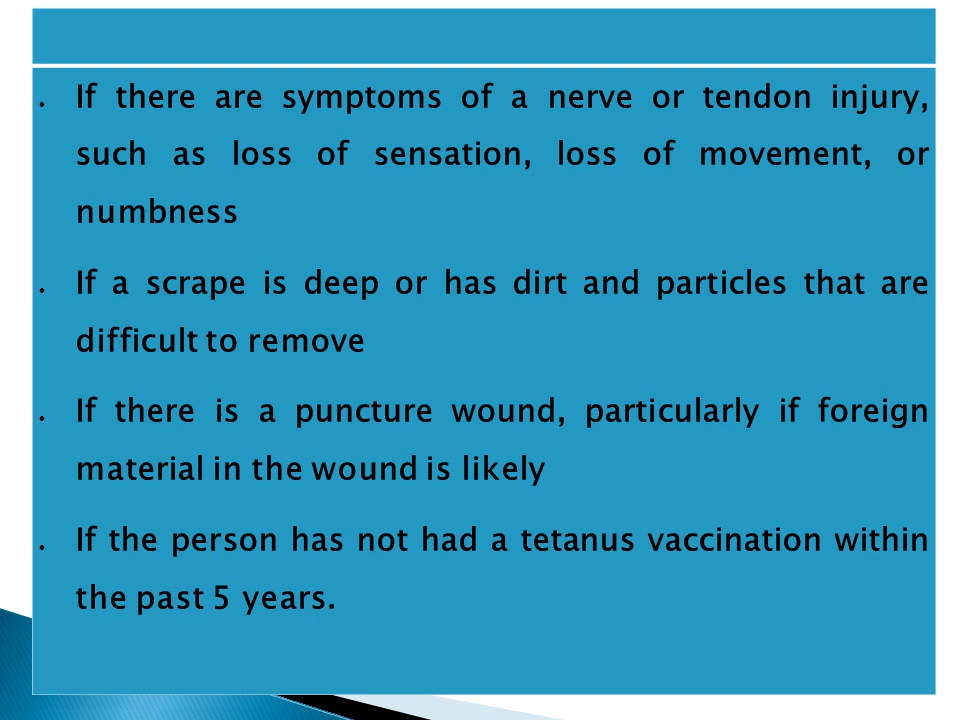 • If there are symptoms of a nerve or tendon injury,
such as loss of sensation, loss of movement, or
numbness
• If a scrape is deep or has dirt and particles that are
difficult to remove
• If there is a puncture wound, particularly if foreign
material in the wound is likely
• If the person has not had a tetanus vaccination within
the past 5 years.